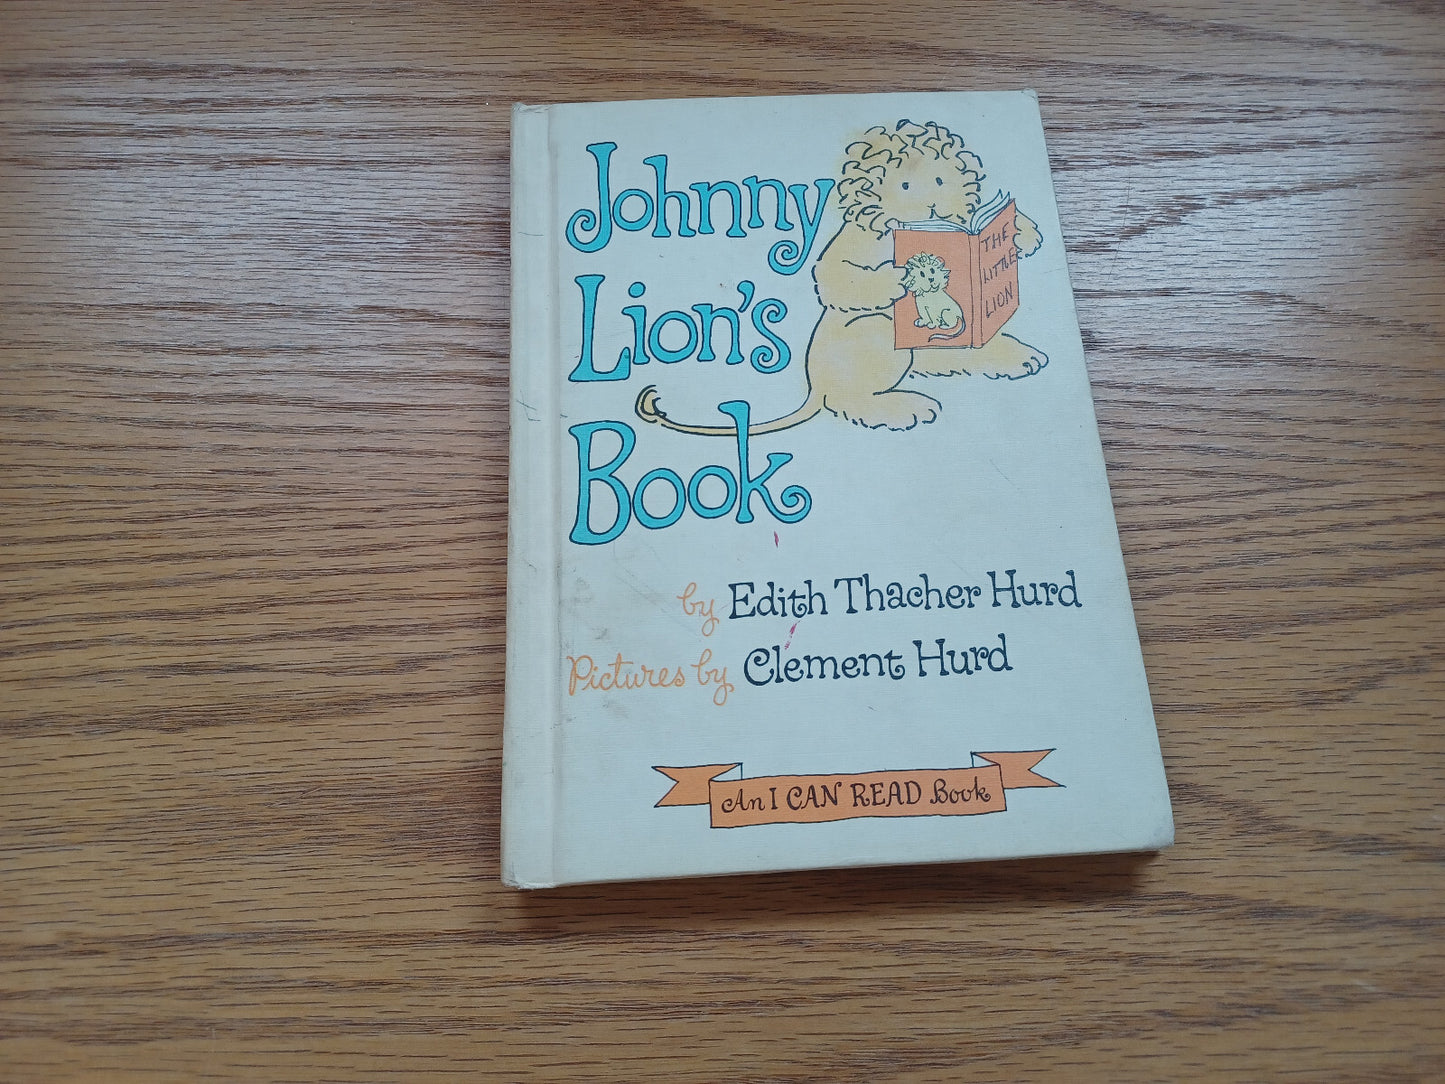 Johnny
Lion's
Book
THE
LITTLE
LION
by Edith Thacher Hurd
Pictures by Clement Hurd
An I CAN READ Book